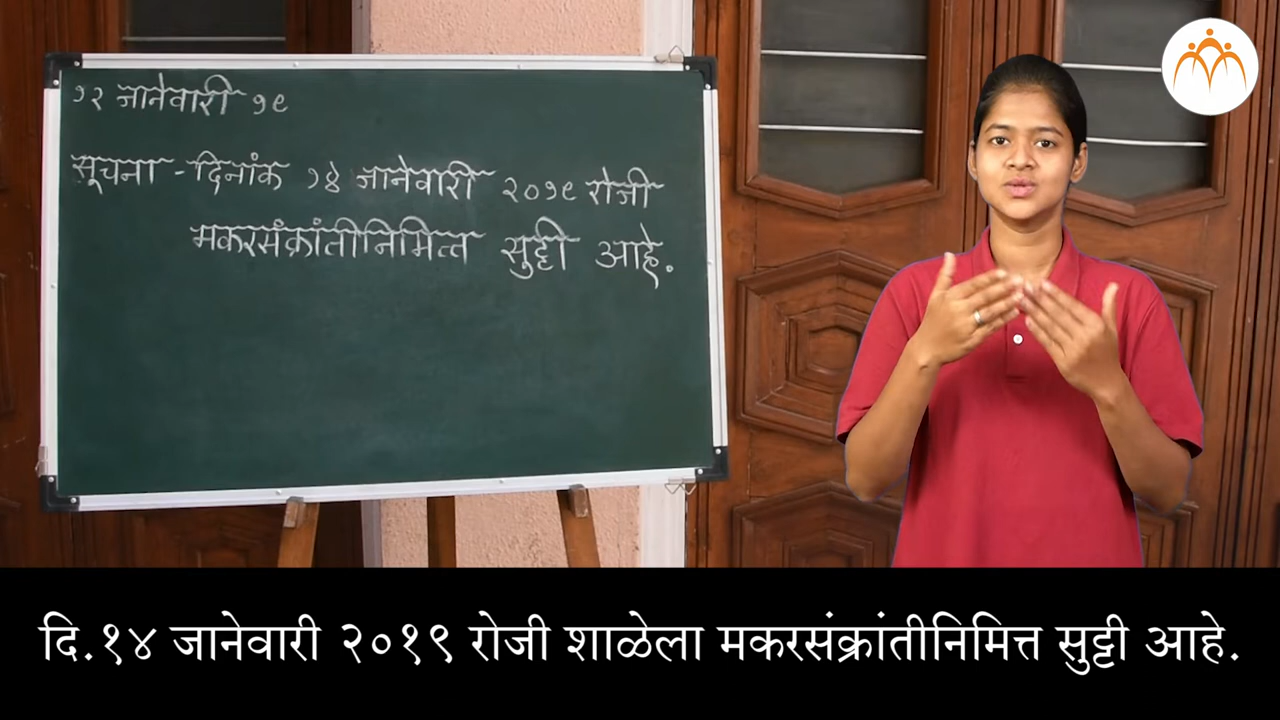 १२ जानेवारी १९
सूचना - दिनांक १४ जानेवारी २०१९ रोजी
मकरसंक्रांतीनिमित्त सुट्टी आहे.
दि.१४ जानेवारी २०१९ रोजी शाळेला मकरसंक्रांतीनिमित्त सुट्टी आहे.